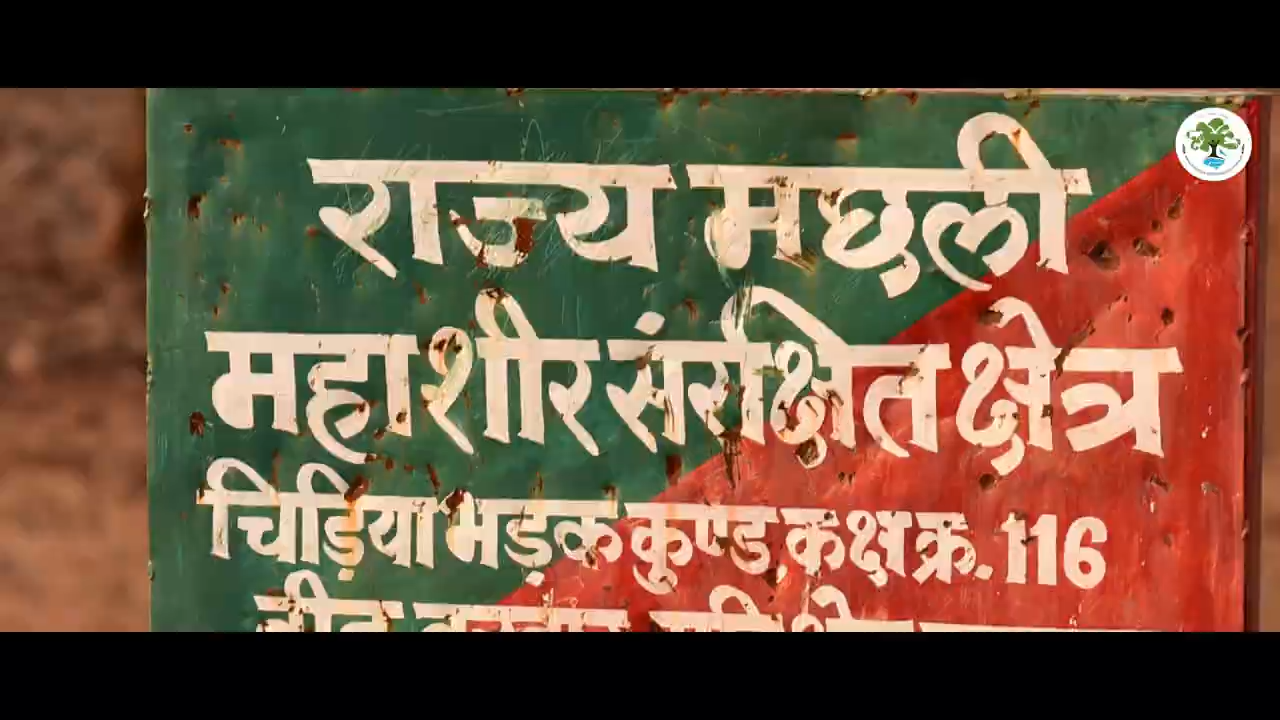 राज्य मछली
महाशीर संरक्षित क्षेत्र
चिड़िया भड़क कुण्ड कक्ष क्र. 116